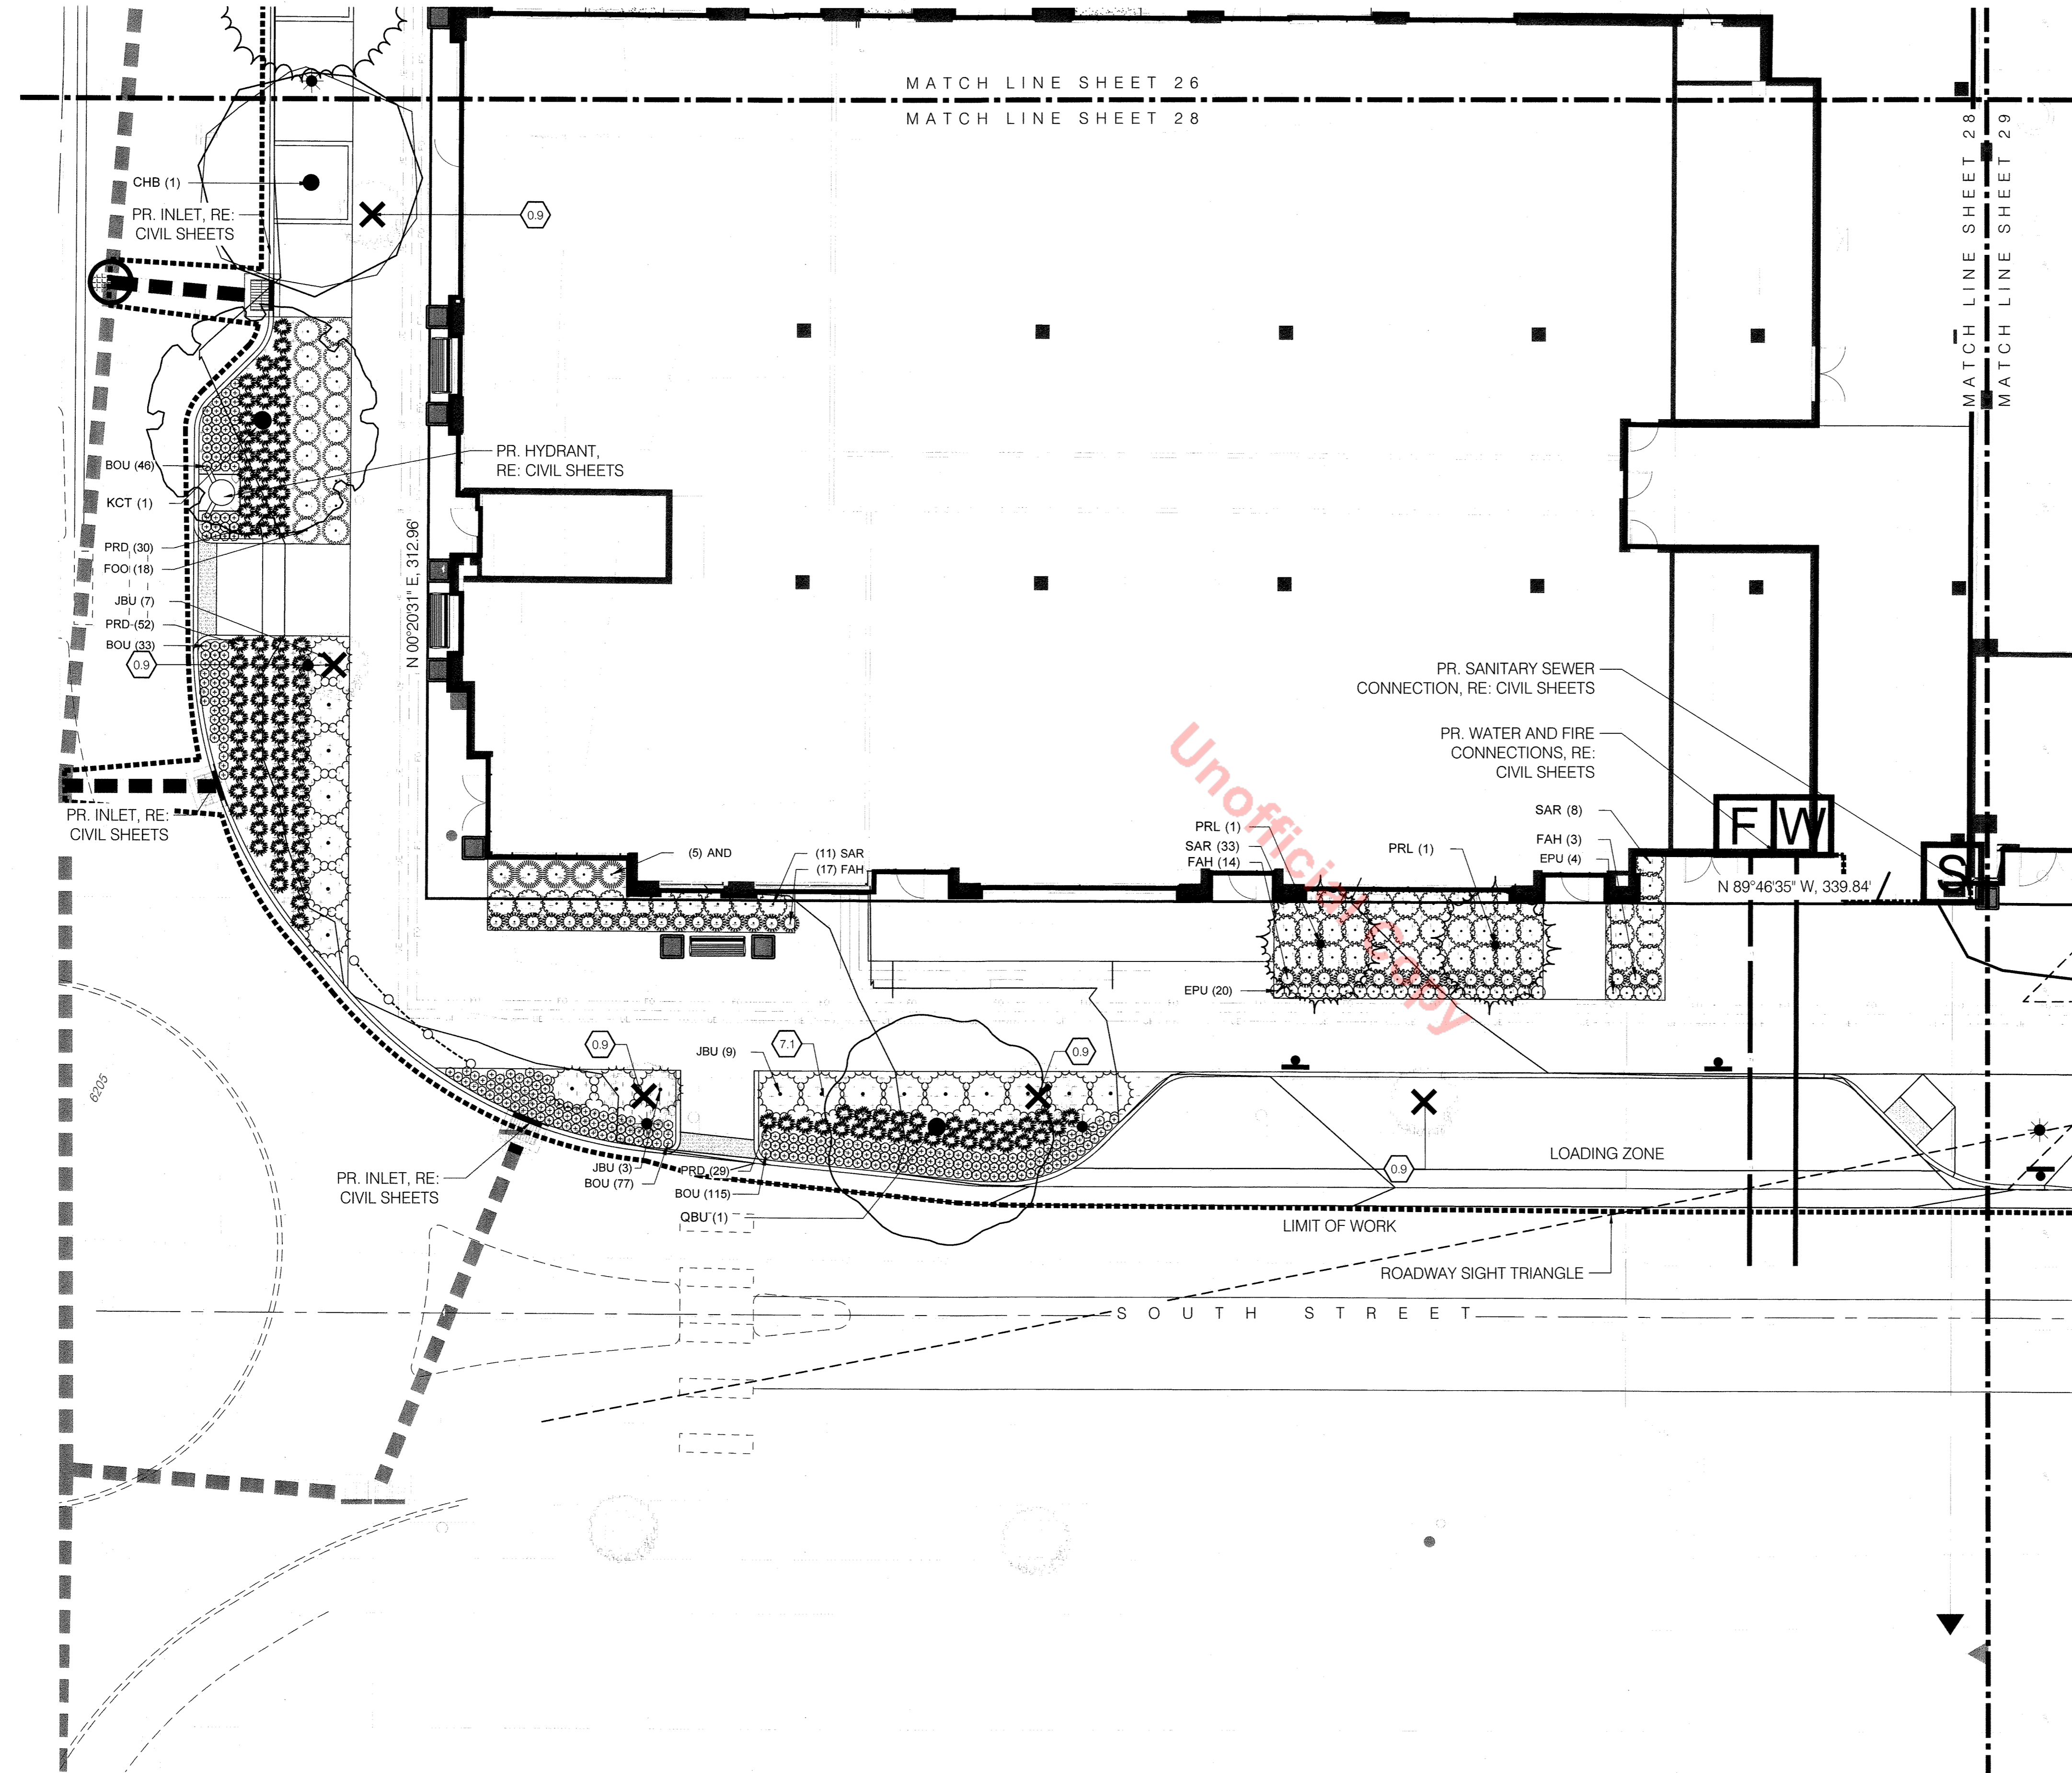 MATCH LINE SHEET 26
MATCH LINE SHEET 28
MATCH LINE SHEET 28
MATCH LINE SHEET 29
CHB (1)
PR. INLET, RE:
CIVIL SHEETS
0.9
BOU (46)
KCT (1)
PR. HYDRANT,
RE: CIVIL SHEETS
PRD (30)
FOO (18)
JBU (7)
PRD (52)
BOU (33)
0.9
N 00°20'31" E, 312.96'
PR. INLET, RE:
CIVIL SHEETS
PR. SANITARY SEWER
CONNECTION, RE: CIVIL SHEETS
PR. WATER AND FIRE
CONNECTIONS, RE:
CIVIL SHEETS
(5) AND
(11) SAR
(17) FAH
PRL (1)
SAR (33)
FAH (14)
PRL (1)
SAR (8)
FAH (3)
EPU (4)
F
W
S
N 89°46'35" W, 339.84'
EPU (20)
Unofficial Copy
0.9
JBU (9)
7.1
0.9
6205
PR. INLET, RE:
CIVIL SHEETS
JBU (3)
BOU (77)
PRD (29)
BOU (115)
QBU (1)
0.9
LOADING ZONE
LIMIT OF WORK
ROADWAY SIGHT TRIANGLE
SOUTH STREET